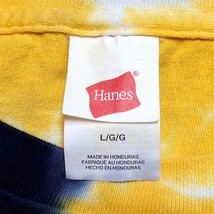 Hanes
L/G/G
MADE IN HONDURAS
FABRIQUÉ AU HONDURAS
HECHO EN HONDURAS